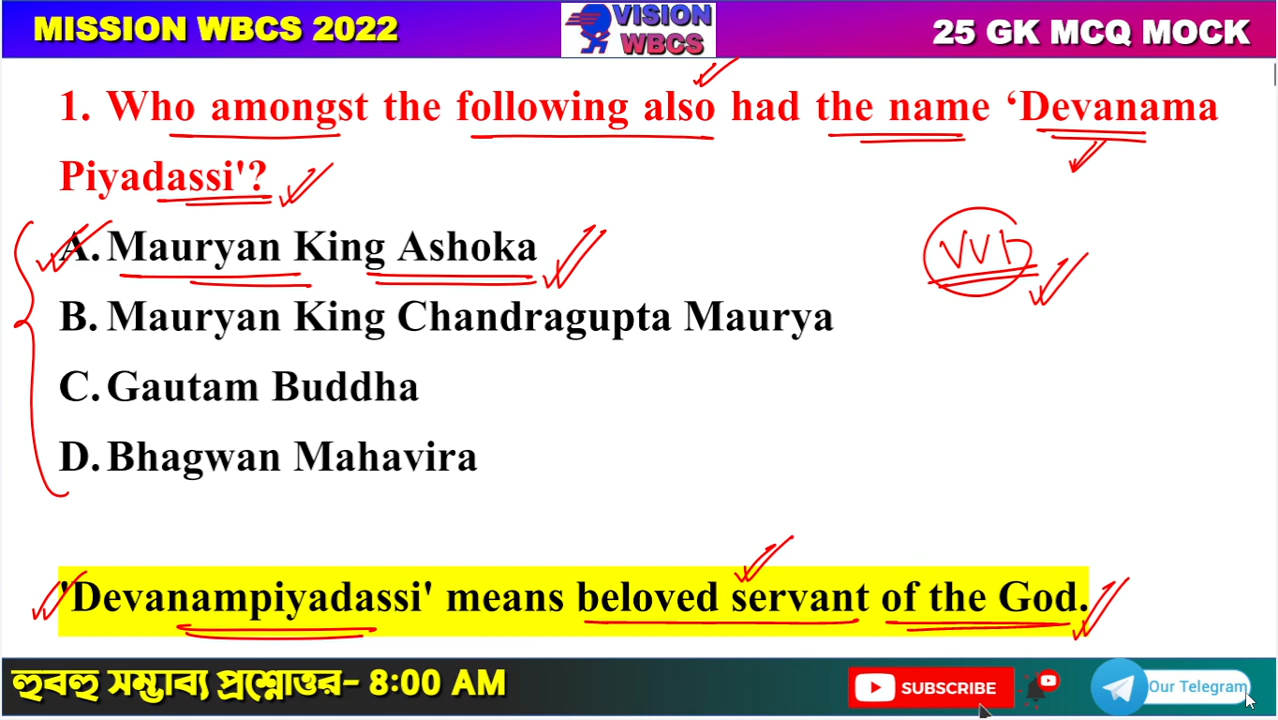 MISSION WBCS 2022
VISION
WBCS
25 GK MCQ MOCK
1. Who amongst the following also had the name ‘Devanama
Piyadassi'?
A. Mauryan King Ashoka
B. Mauryan King Chandragupta Maurya
C. Gautam Buddha
D. Bhagwan Mahavira
'Devanampiyadassi' means beloved servant of the God.
হুবহু সম্ভাব্য প্রশ্নোত্তর- 8:00 AM
SUBSCRIBE
Our Telegram